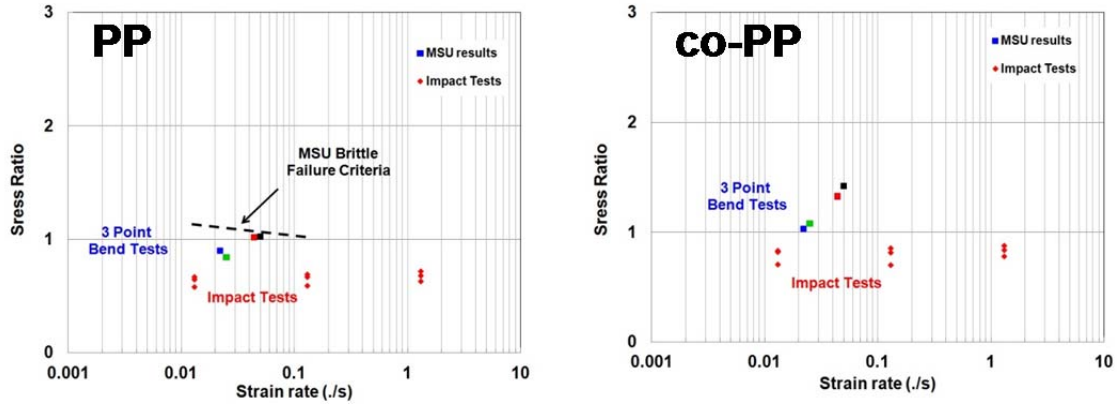 PP
3
2
1
0
Sress Ratio
MSU results
Impact Tests
MSU Brittle
Failure Criteria
3 Point
Bend Tests
Impact Tests
0.001
0.01
0.1
1
10
Strain rate (./s)
co-PP
3
2
1
0
Sress Ratio
MSU results
Impact Tests
3 Point
Bend Tests
Impact Tests
0.001
0.01
0.1
1
10
Strain rate (./s)